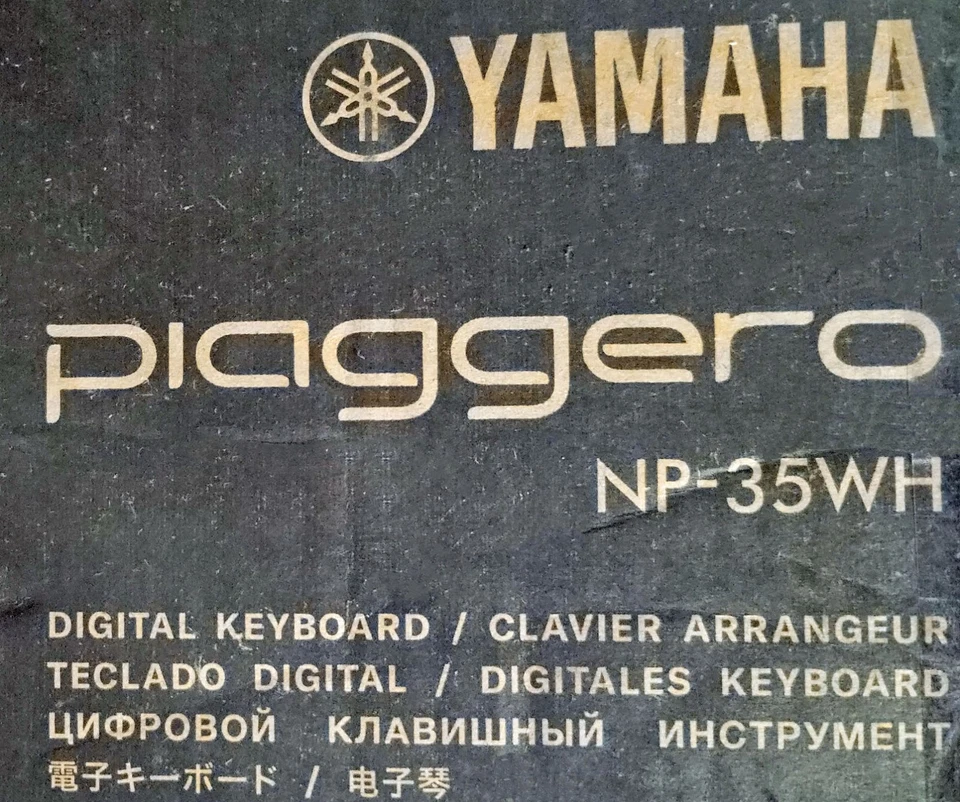 YAMAHA
piaggero
NP-35WH
DIGITAL KEYBOARD / CLAVIER ARRANGEUR
TECLADO DIGITAL / DIGITALES KEYBOARD
ЦИФРОВОЙ КЛАВИШНЫЙ ИНСТРУМЕНТ
電子キーボード / 电子琴